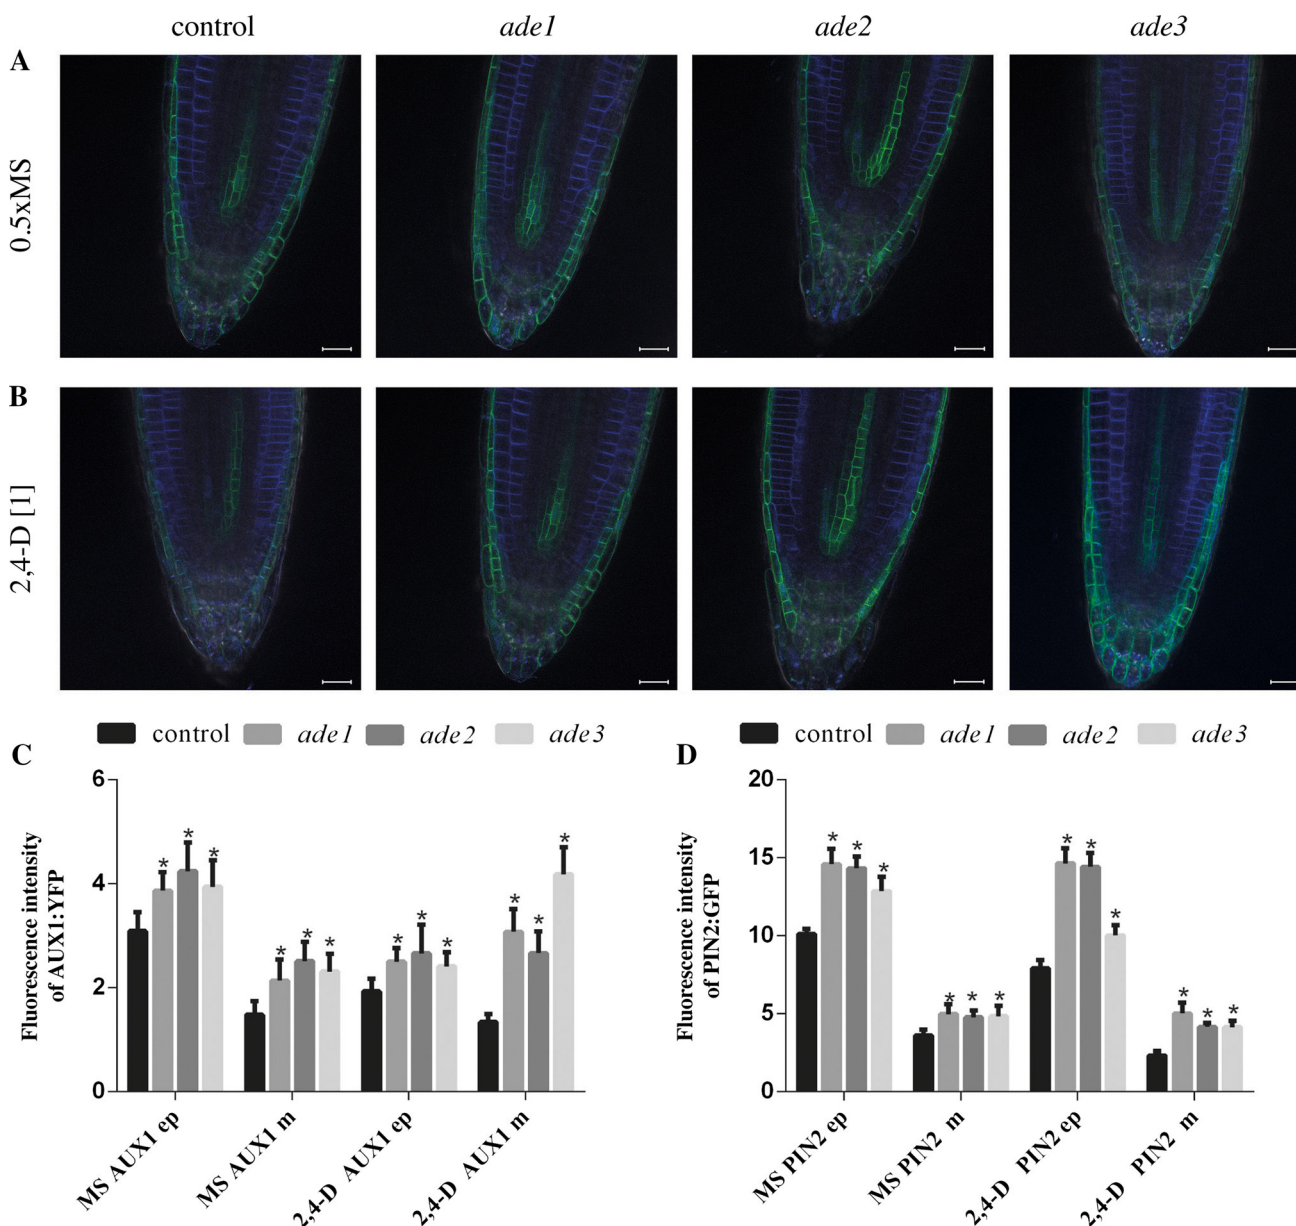 control ade1 ade2 ade3
A
0.5xMS
B
2,4-D [1]
control ade1 ade2 ade3
C
Fluorescence intensity
of AUX1:YFP
6
4
2
0
* * * * * * * * * * * *
MS AUX1 ep
MS AUX1 m
2,4-D AUX1 ep
2,4-D AUX1 m
control ade1 ade2 ade3
D
Fluorescence intensity
of PIN2:GFP
20
15
10
5
0
* * * * * * * * * * * *
MS PIN2 ep
MS PIN2 m
2,4-D PIN2 ep
2,4-D PIN2 m